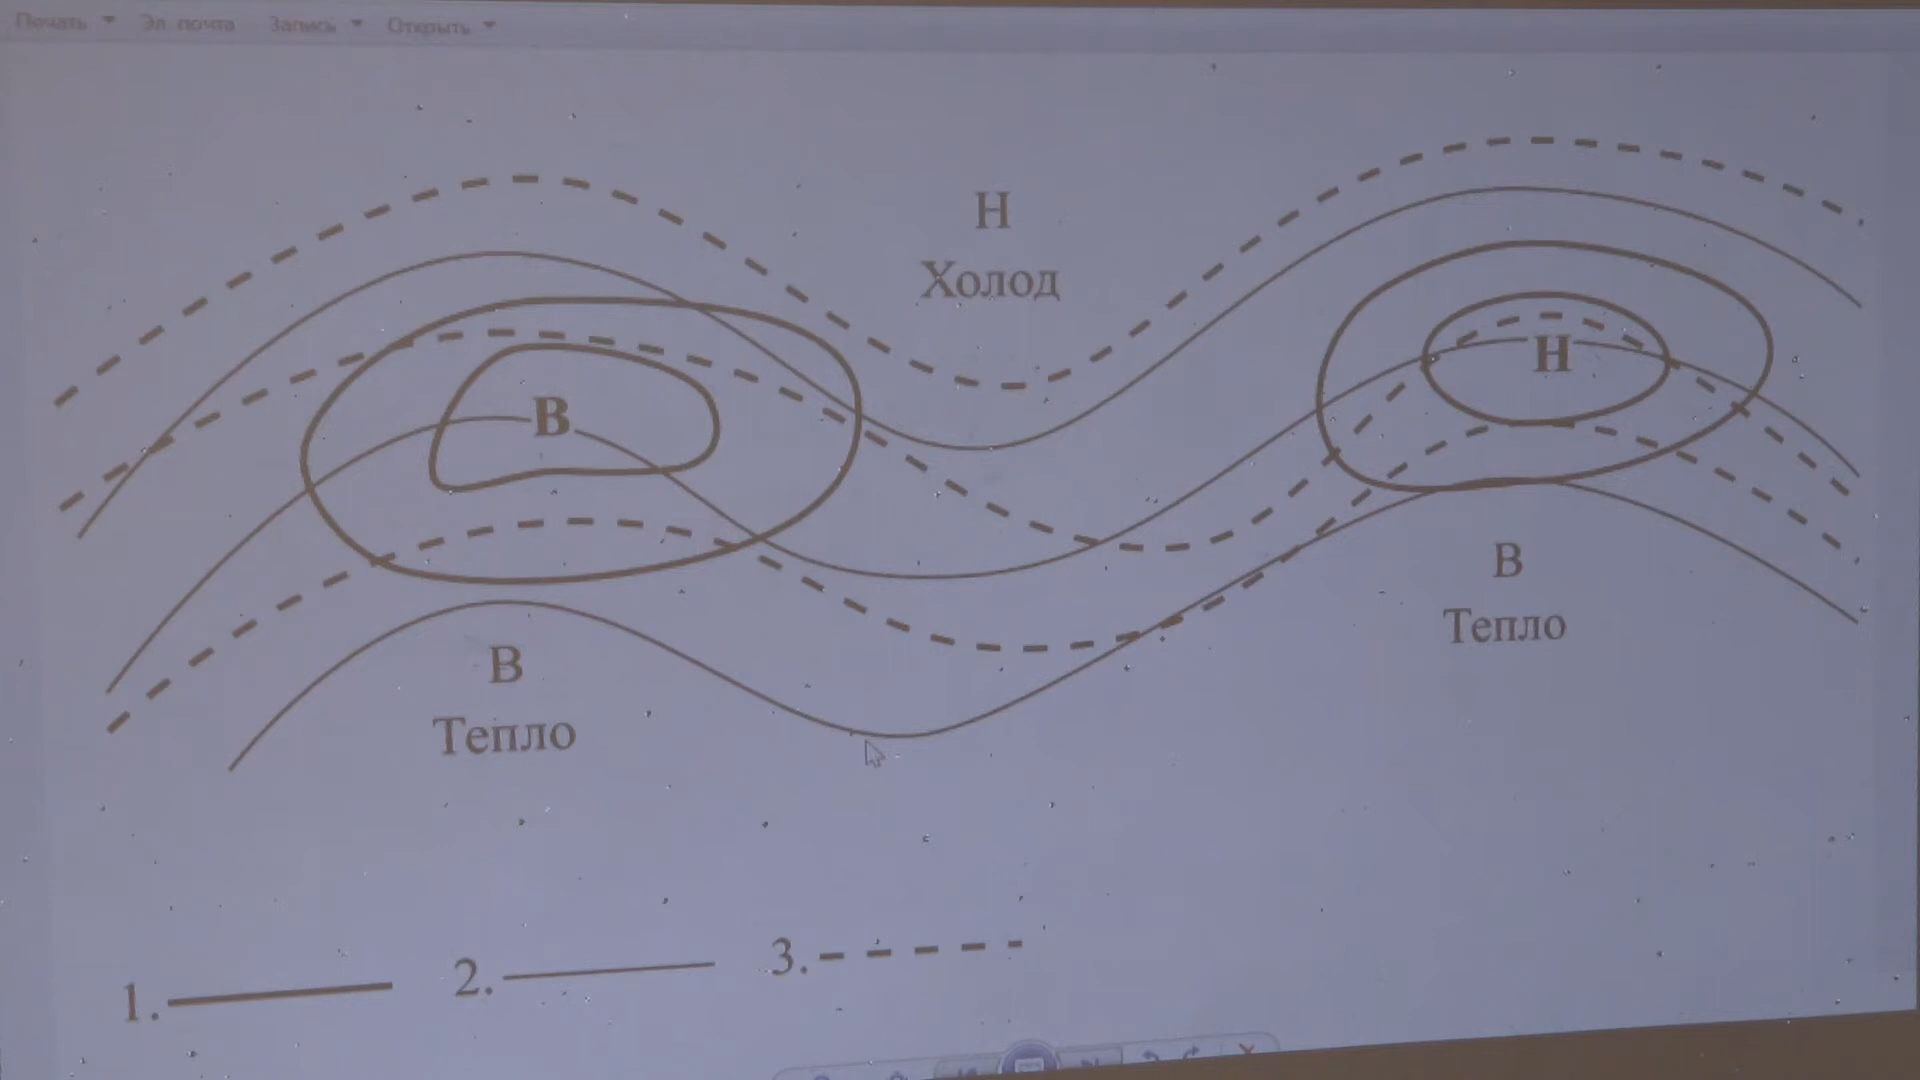 Печать Эл. почта Запись Открыть
Н
Холод
В
Н
В
Тепло
В
Тепло
1. 2. 3.